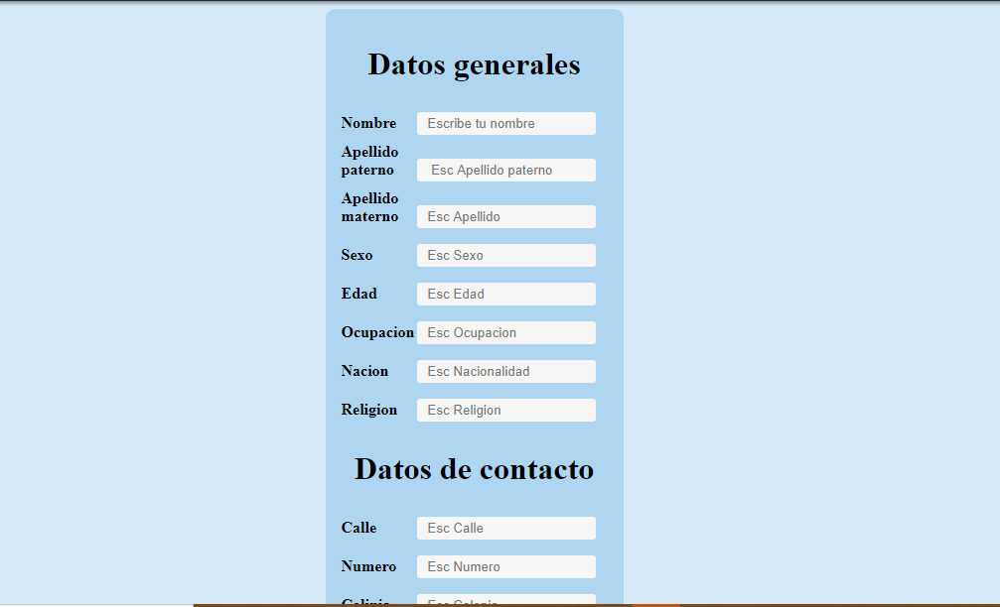 Datos generales
Nombre Escribe tu nombre
Apellido
paterno Esc Apellido paterno
Apellido
materno Esc Apellido
Sexo Esc Sexo
Edad Esc Edad
Ocupacion Esc Ocupacion
Nacion Esc Nacionalidad
Religion Esc Religion
Datos de contacto
Calle Esc Calle
Numero Esc Numero
Esc